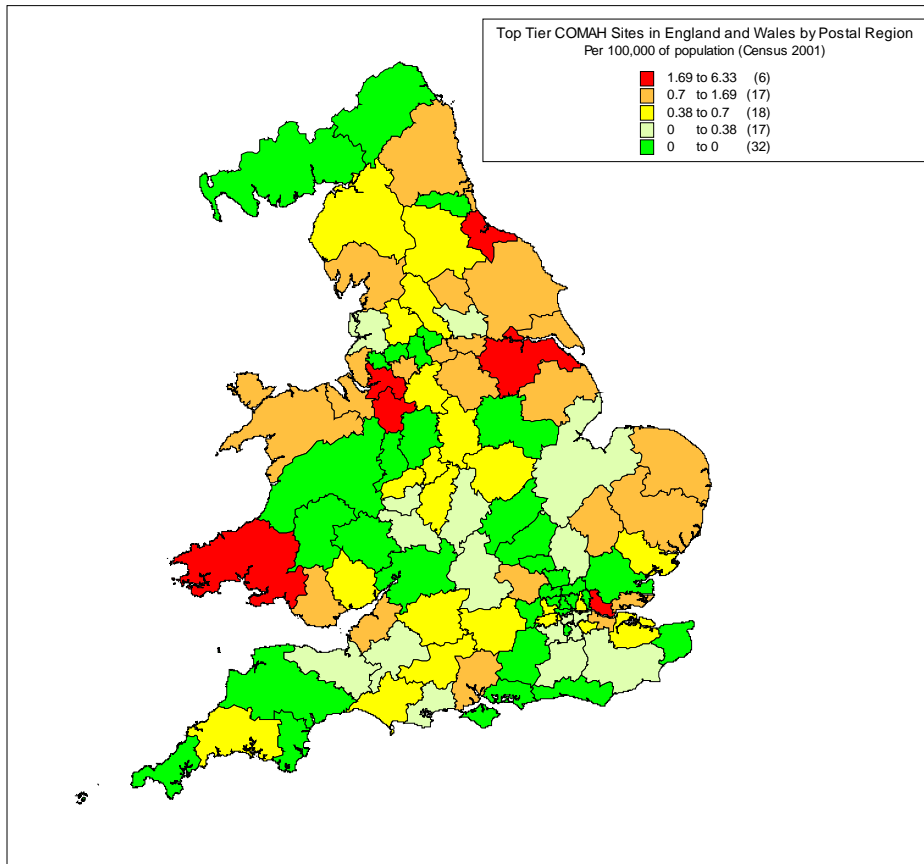 Top Tier COMAH Sites in England and Wales by Postal Region
Per 100,000 of population (Census 2001)
1.69 to 6.33 (6)
0.7 to 1.69 (17)
0.38 to 0.7 (18)
0 to 0.38 (17)
0 to 0 (32)